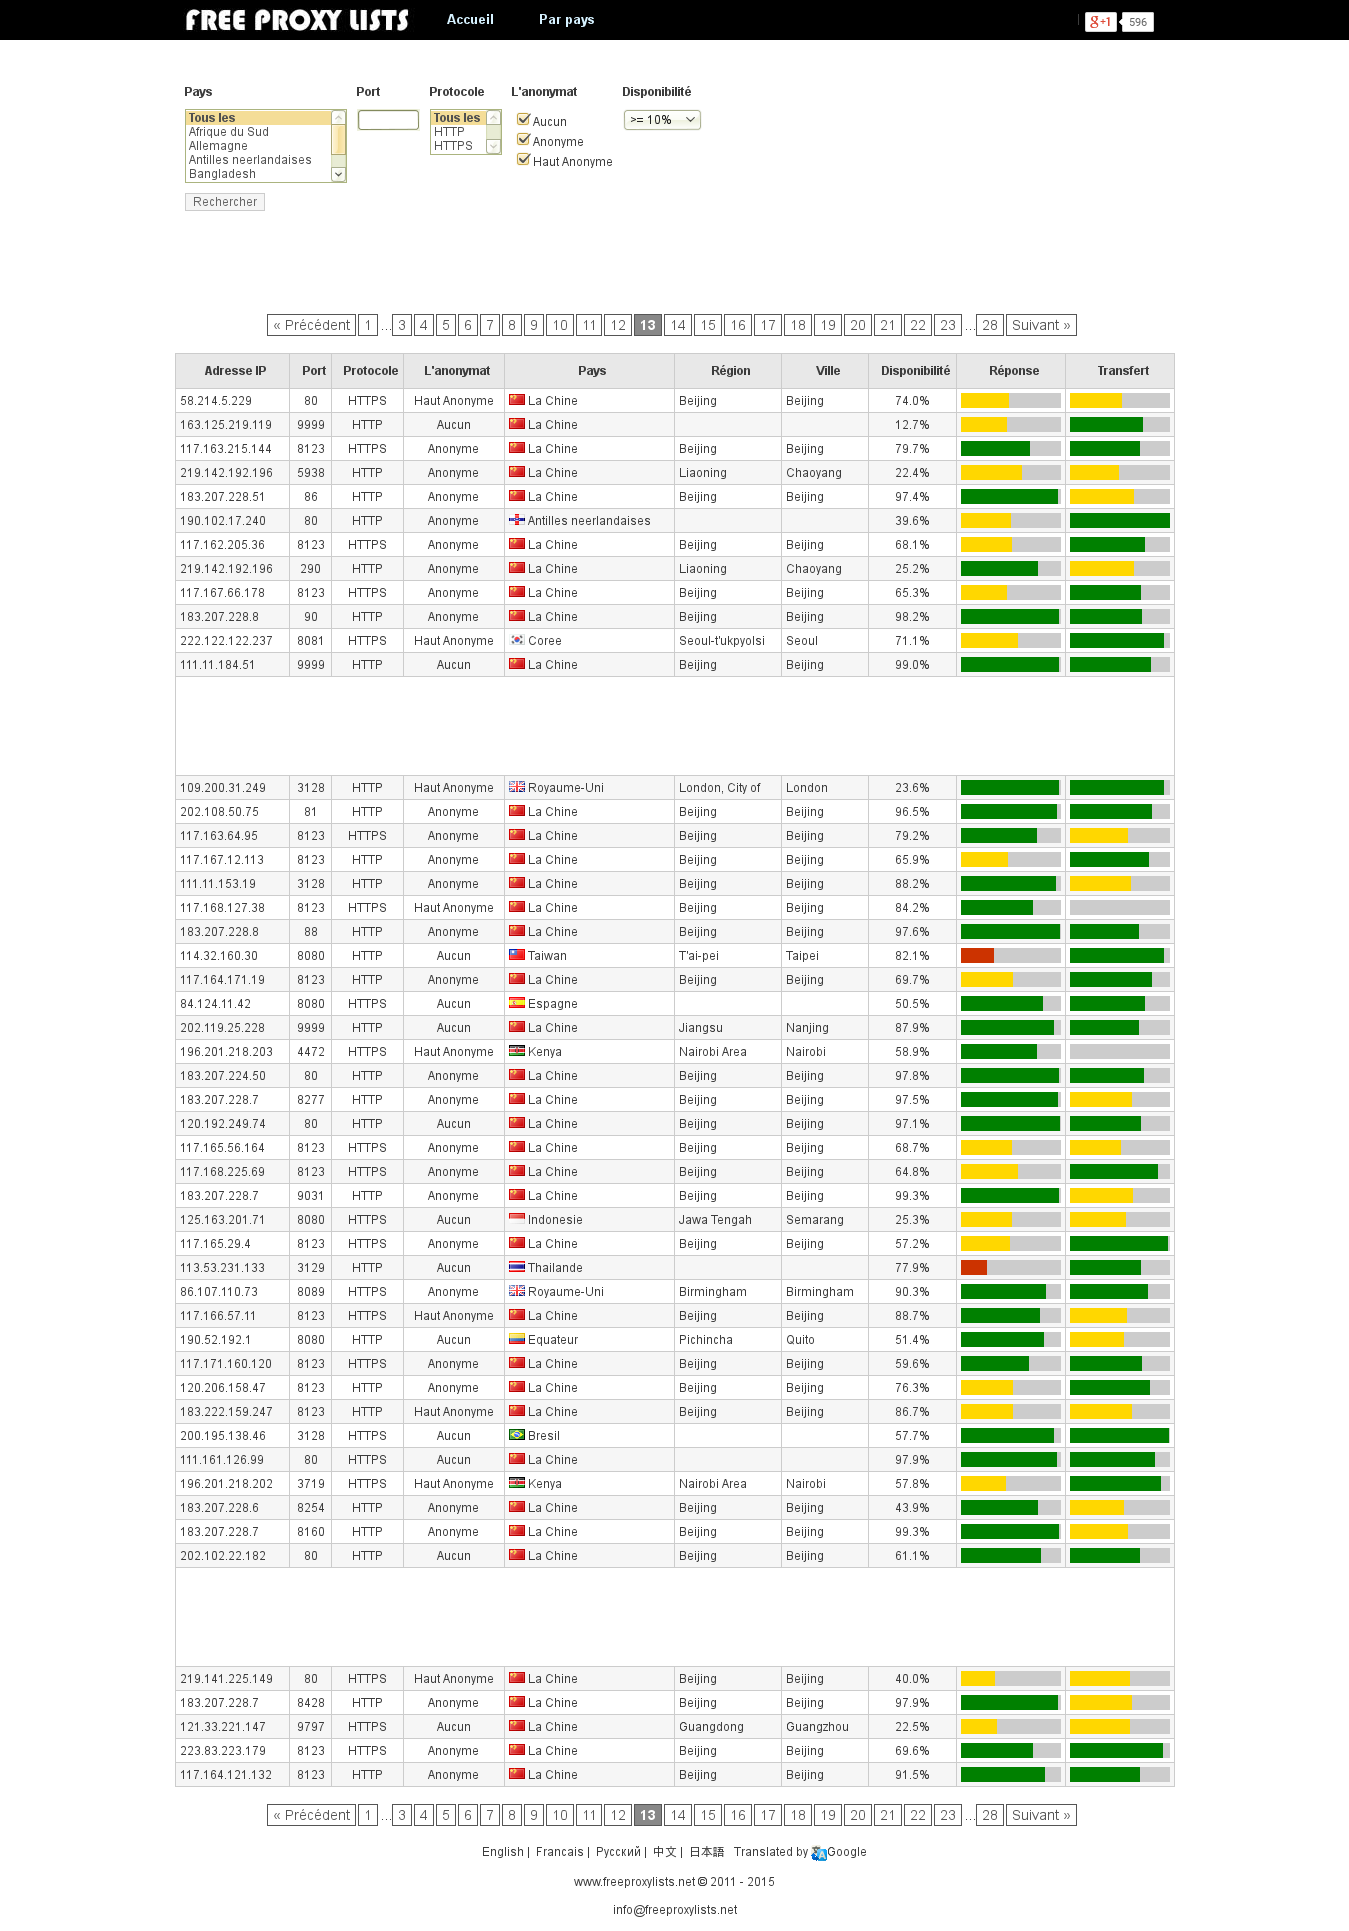 FREE PROXY LISTS Accueil Par pays g+1 596
Pays Port Protocole L'anonymat Disponibilité
Tous les Tous les Aucun >= 10%
Afrique du Sud HTTP Anonyme
Allemagne HTTPS Haut Anonyme
Antilles neerlandaises
Bangladesh
Rechercher
« Précédent 1 ... 3 4 5 6 7 8 9 10 11 12 13 14 15 16 17 18 19 20 21 22 23 ... 28 Suivant »
Adresse IP Port Protocole L'anonymat Pays Région Ville Disponibilité Réponse Transfert
58.214.5.229 80 HTTPS Haut Anonyme La Chine Beijing Beijing 74.0%
163.125.219.119 9999 HTTP Aucun La Chine 12.7%
117.163.215.144 8123 HTTPS Anonyme La Chine Beijing Beijing 79.7%
219.142.192.196 5938 HTTP Anonyme La Chine Liaoning Chaoyang 22.4%
183.207.228.51 86 HTTP Anonyme La Chine Beijing Beijing 97.4%
190.102.17.240 80 HTTP Anonyme Antilles neerlandaises 39.6%
117.162.205.36 8123 HTTPS Anonyme La Chine Beijing Beijing 68.1%
219.142.192.196 290 HTTP Anonyme La Chine Liaoning Chaoyang 25.2%
117.167.66.178 8123 HTTPS Anonyme La Chine Beijing Beijing 65.3%
183.207.228.8 90 HTTP Anonyme La Chine Beijing Beijing 98.2%
222.122.122.237 8081 HTTPS Haut Anonyme Coree Seoul-t'ukpyolsi Seoul 71.1%
111.11.184.51 9999 HTTP Aucun La Chine Beijing Beijing 99.0%
109.200.31.249 3128 HTTP Haut Anonyme Royaume-Uni London, City of London 23.6%
202.108.50.75 81 HTTP Anonyme La Chine Beijing Beijing 96.5%
117.163.64.95 8123 HTTPS Anonyme La Chine Beijing Beijing 79.2%
117.167.12.113 8123 HTTP Anonyme La Chine Beijing Beijing 65.9%
111.11.153.19 3128 HTTP Anonyme La Chine Beijing Beijing 88.2%
117.168.127.38 8123 HTTPS Haut Anonyme La Chine Beijing Beijing 84.2%
183.207.228.8 88 HTTP Anonyme La Chine Beijing Beijing 97.6%
114.32.160.30 8080 HTTP Aucun Taiwan T'ai-pei Taipei 82.1%
117.164.171.19 8123 HTTPS Anonyme La Chine Beijing Beijing 69.7%
84.124.11.42 8080 HTTPS Aucun Espagne 50.5%
202.119.25.228 9999 HTTP Aucun La Chine Jiangsu Nanjing 87.9%
196.201.218.203 4472 HTTPS Haut Anonyme Kenya Nairobi Area Nairobi 58.9%
183.207.224.50 80 HTTP Anonyme La Chine Beijing Beijing 97.8%
183.207.228.7 8277 HTTP Anonyme La Chine Beijing Beijing 97.5%
120.192.249.74 80 HTTP Aucun La Chine Beijing Beijing 97.1%
117.165.56.164 8123 HTTPS Anonyme La Chine Beijing Beijing 68.7%
117.168.225.69 8123 HTTPS Anonyme La Chine Beijing Beijing 64.8%
183.207.228.7 9031 HTTP Anonyme La Chine Beijing Beijing 99.3%
125.163.201.71 8080 HTTPS Aucun Indonesie Jawa Tengah Semarang 25.3%
117.165.29.4 8123 HTTPS Anonyme La Chine Beijing Beijing 57.2%
113.53.231.133 3129 HTTP Aucun Thailande 77.9%
86.107.110.73 8089 HTTPS Anonyme Royaume-Uni Birmingham Birmingham 90.3%
117.166.57.11 8123 HTTPS Haut Anonyme La Chine Beijing Beijing 88.7%
190.52.192.1 8080 HTTP Aucun Equateur Pichincha Quito 51.4%
117.171.160.120 8123 HTTPS Anonyme La Chine Beijing Beijing 59.6%
120.206.158.47 8123 HTTP Anonyme La Chine Beijing Beijing 76.3%
183.222.159.247 8123 HTTP Haut Anonyme La Chine Beijing Beijing 86.7%
200.195.138.46 3128 HTTPS Aucun Bresil 57.7%
111.161.126.99 80 HTTPS Aucun La Chine 97.9%
196.201.218.202 3719 HTTPS Haut Anonyme Kenya Nairobi Area Nairobi 57.8%
183.207.228.6 8254 HTTP Anonyme La Chine Beijing Beijing 43.9%
183.207.228.7 8160 HTTP Anonyme La Chine Beijing Beijing 99.3%
202.102.22.182 80 HTTP Aucun La Chine Beijing Beijing 61.1%
219.141.225.149 80 HTTPS Haut Anonyme La Chine Beijing Beijing 40.0%
183.207.228.7 8428 HTTP Anonyme La Chine Beijing Beijing 97.9%
121.33.221.147 9797 HTTPS Aucun La Chine Guangdong Guangzhou 22.5%
223.83.223.179 8123 HTTPS Anonyme La Chine Beijing Beijing 69.6%
117.164.121.132 8123 HTTP Anonyme La Chine Beijing Beijing 91.5%
« Précédent 1 ... 3 4 5 6 7 8 9 10 11 12 13 14 15 16 17 18 19 20 21 22 23 ... 28 Suivant »
English | Francais | Русский | 中文 | 日本語 Translated by Google
www.freeproxylists.net © 2011 - 2015
info@freeproxylists.net